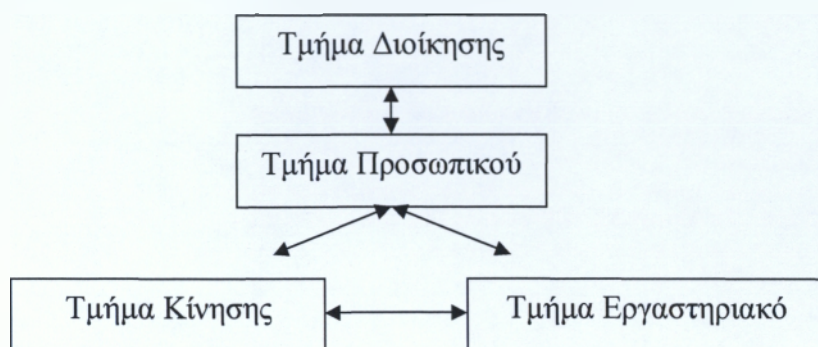 Τμήμα Διοίκησης
Τμήμα Προσωπικού
Τμήμα Κίνησης
Τμήμα Εργαστηριακό